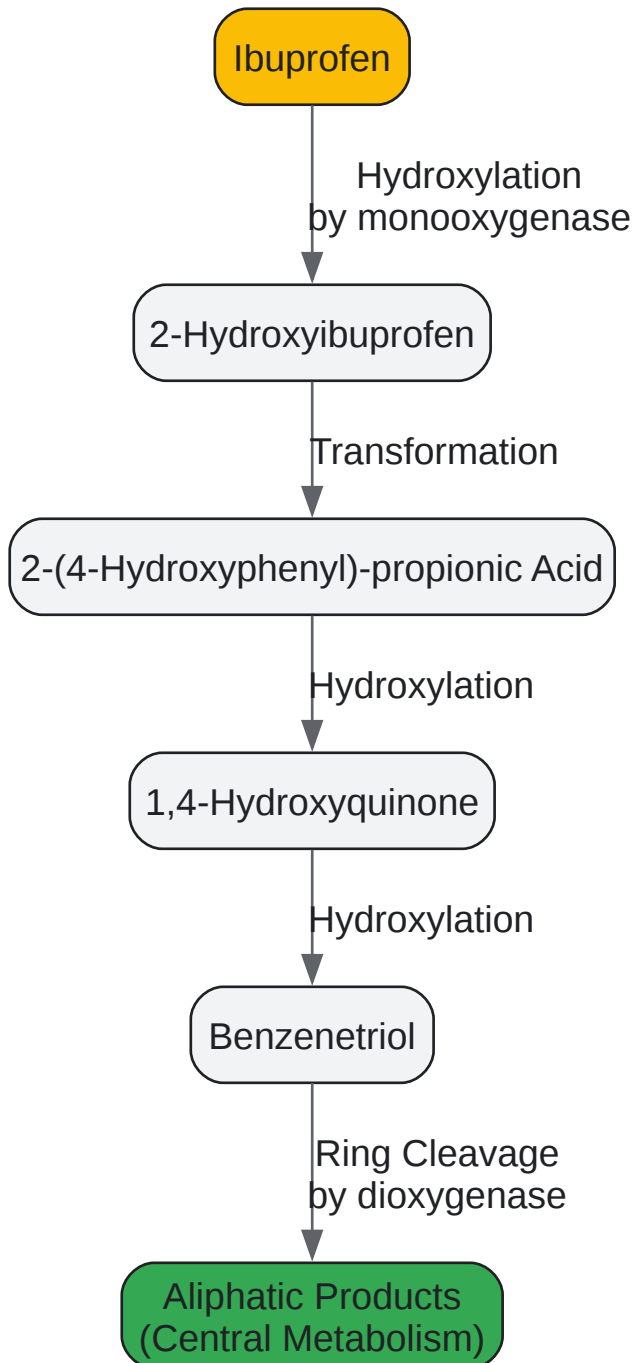 Ibuprofen
Hydroxylation
by monooxygenase
2-Hydroxyibuprofen
Transformation
2-(4-Hydroxyphenyl)-propionic Acid
Hydroxylation
1,4-Hydroxyquinone
Hydroxylation
Benzenetriol
Ring Cleavage
by dioxygenase
Aliphatic Products
(Central Metabolism)